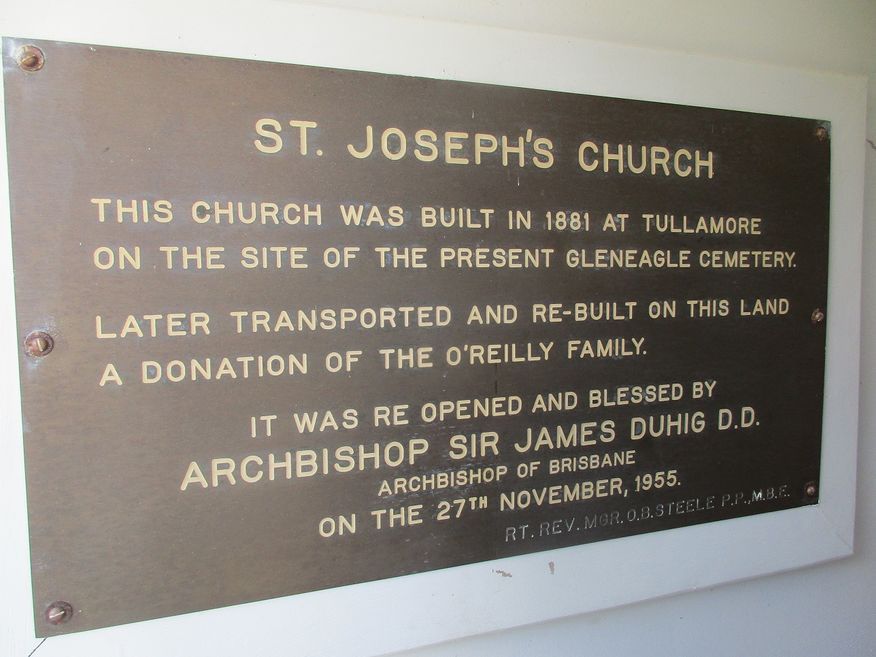 ST. JOSEPH'S CHURCH
THIS CHURCH WAS BUILT IN 1881 AT TULLAMORE
ON THE SITE OF THE PRESENT GLENEAGLE CEMETERY.
LATER TRANSPORTED AND RE-BUILT ON THIS LAND
A DONATION OF THE O'REILLY FAMILY.
IT WAS RE OPENED AND BLESSED BY
ARCHBISHOP SIR JAMES DUHIG D.D.
ARCHBISHOP OF BRISBANE
ON THE 27TH NOVEMBER, 1955.
RT. REV. MGR. O.B. STEELE P.P., M.B.E.